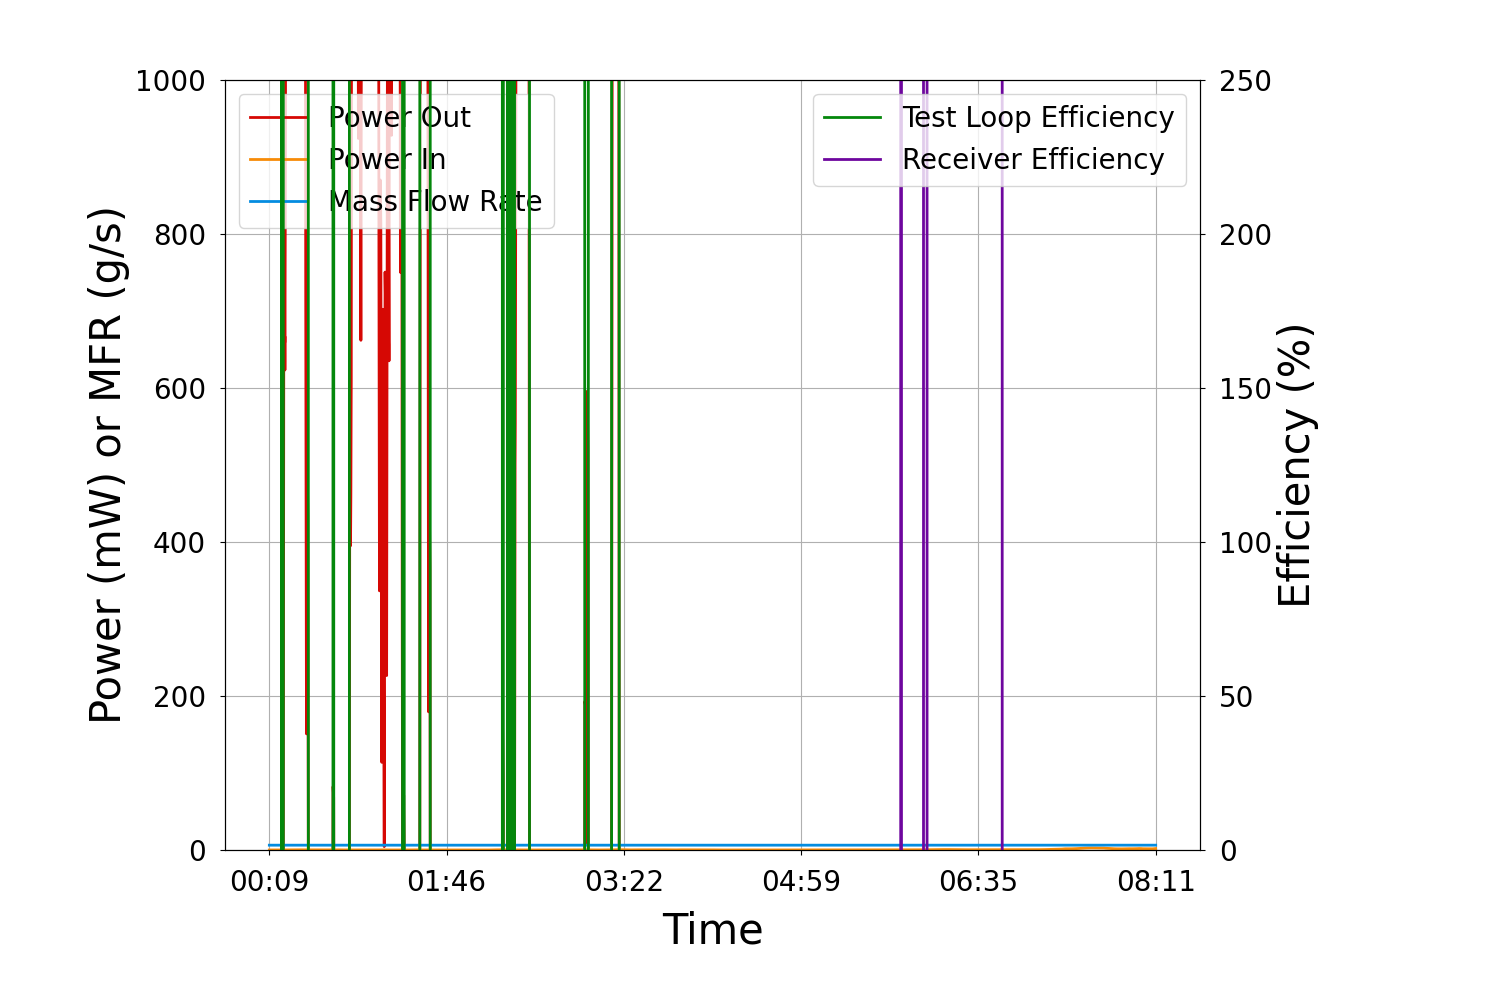 1000
800
600
400
200
0
Power (mW) or MFR (g/s)
Power Out
Power In
Mass Flow Rate
Test Loop Efficiency
Receiver Efficiency
250
200
150
100
50
0
Efficiency (%)
00:09 01:46 03:22 04:59 06:35 08:11
Time